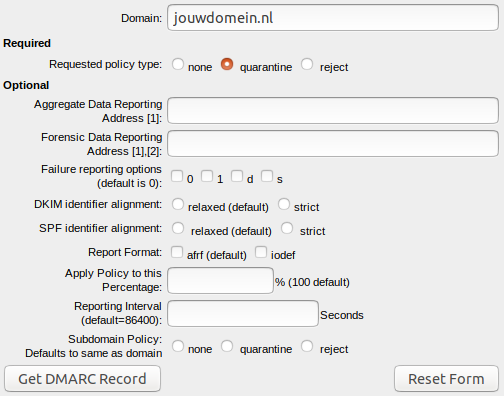 Domain: jouwdomein.nl
Required
Requested policy type: none quarantine reject
Optional
Aggregate Data Reporting
Address [1]:
Forensic Data Reporting
Address [1],[2]:
Failure reporting options
(default is 0): 0 1 d s
DKIM identifier alignment: relaxed (default) strict
SPF identifier alignment: relaxed (default) strict
Report Format: afrf (default) iodef
Apply Policy to this
Percentage: % (100 default)
Reporting Interval
(default=86400): Seconds
Subdomain Policy:
Defaults to same as domain none quarantine reject
Get DMARC Record Reset Form